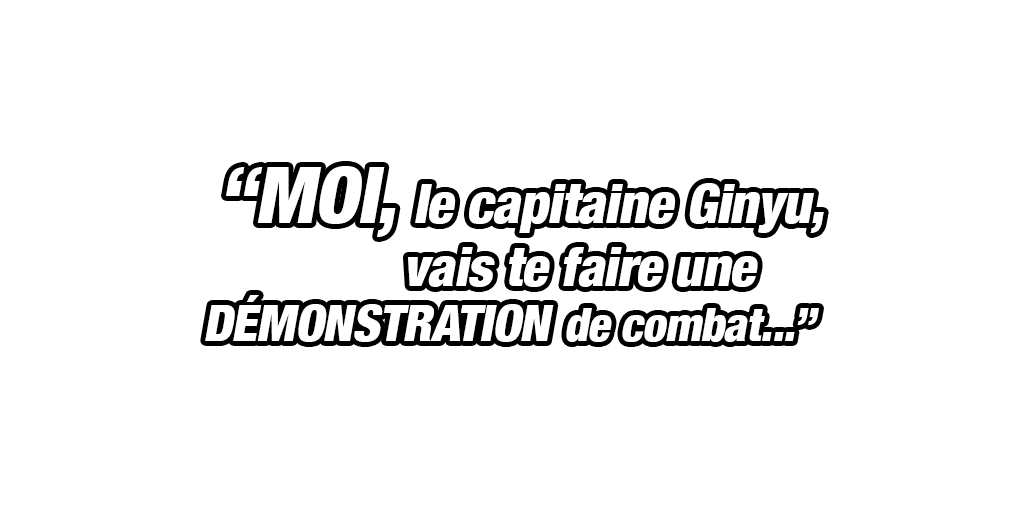 “MOI, le capitaine Ginyu,
vais te faire une
DÉMONSTRATION de combat...”